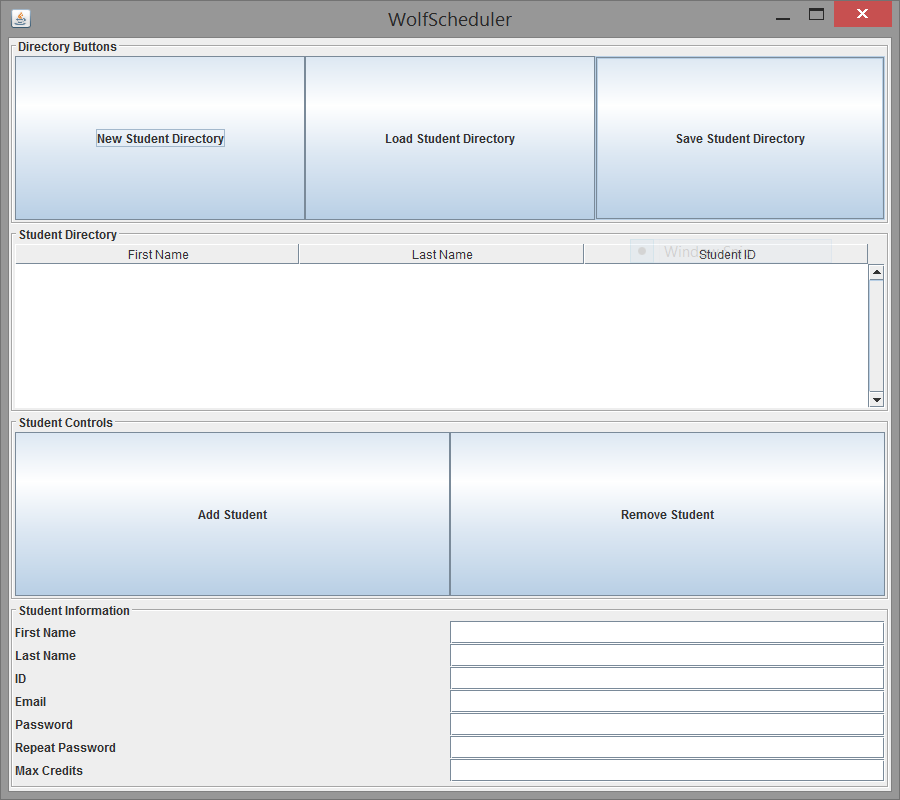 WolfScheduler
Directory Buttons
New Student Directory
Load Student Directory
Save Student Directory
Student Directory
First Name
Last Name
Student ID
Student Controls
Add Student
Remove Student
Student Information
First Name
Last Name
ID
Email
Password
Repeat Password
Max Credits